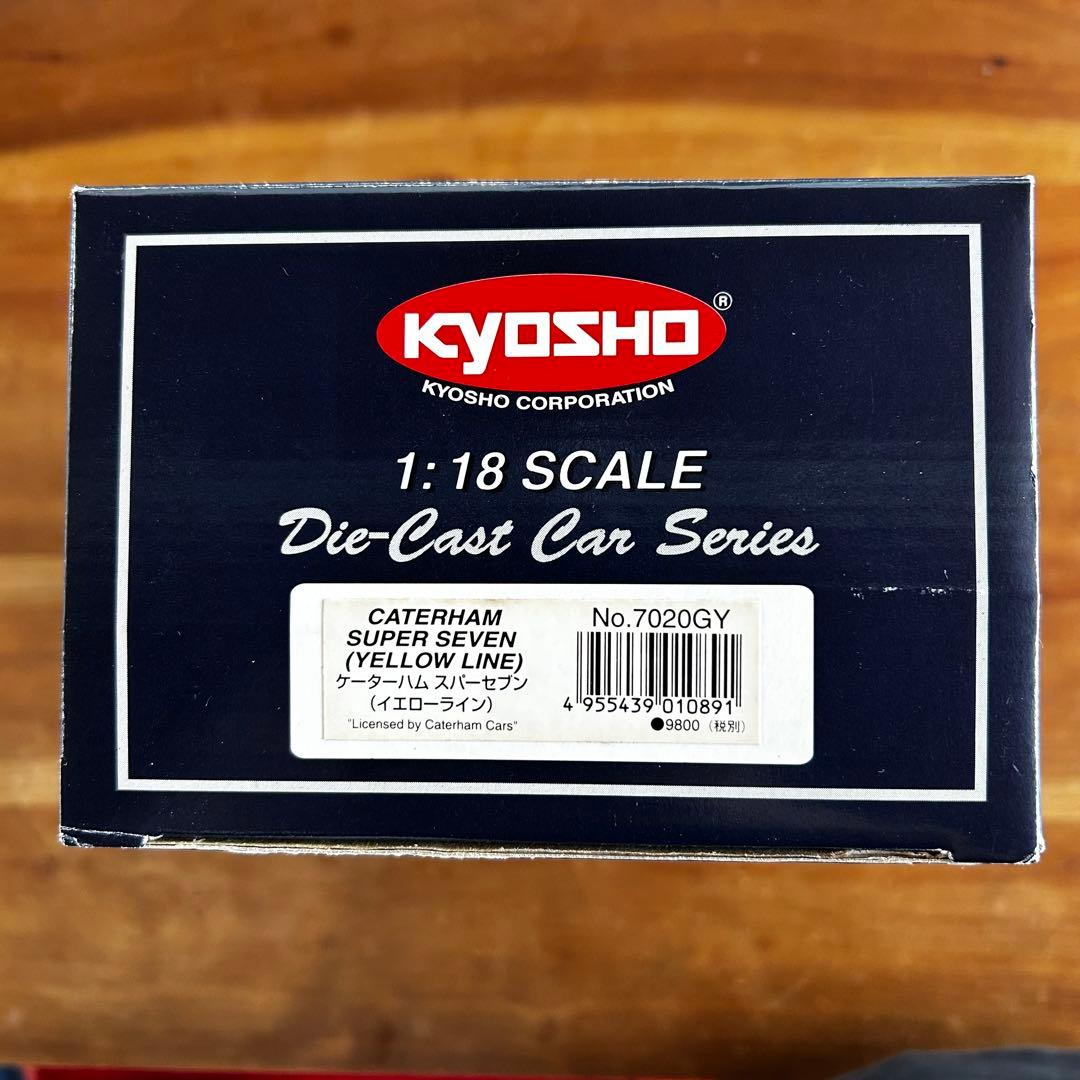 KYOSHO®
KYOSHO CORPORATION
1:18 SCALE
Die-Cast Car Series
CATERHAM
SUPER SEVEN
(YELLOW LINE)
ケーターハム スパーセブン
(イエローライン)
"Licensed by Caterham Cars"
No.7020GY
4 955439 010891
●9800 (税別)